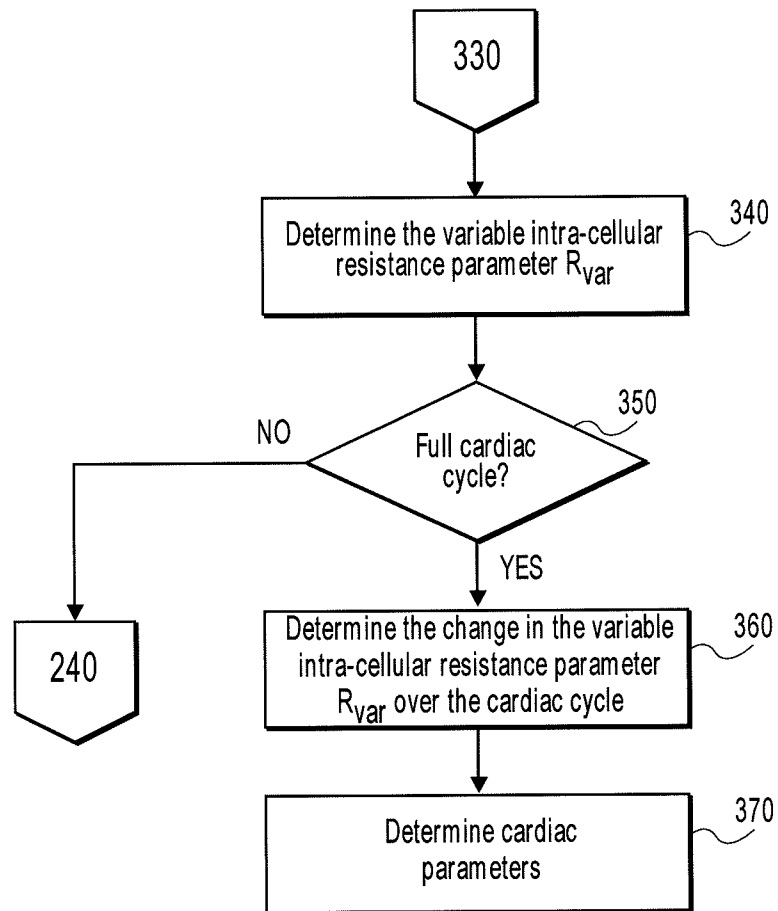 330
340
Determine the variable intra-cellular
resistance parameter Rvar
350
NO
Full cardiac
cycle?
YES
240
360
Determine the change in the variable
intra-cellular resistance parameter
Rvar over the cardiac cycle
370
Determine cardiac
parameters